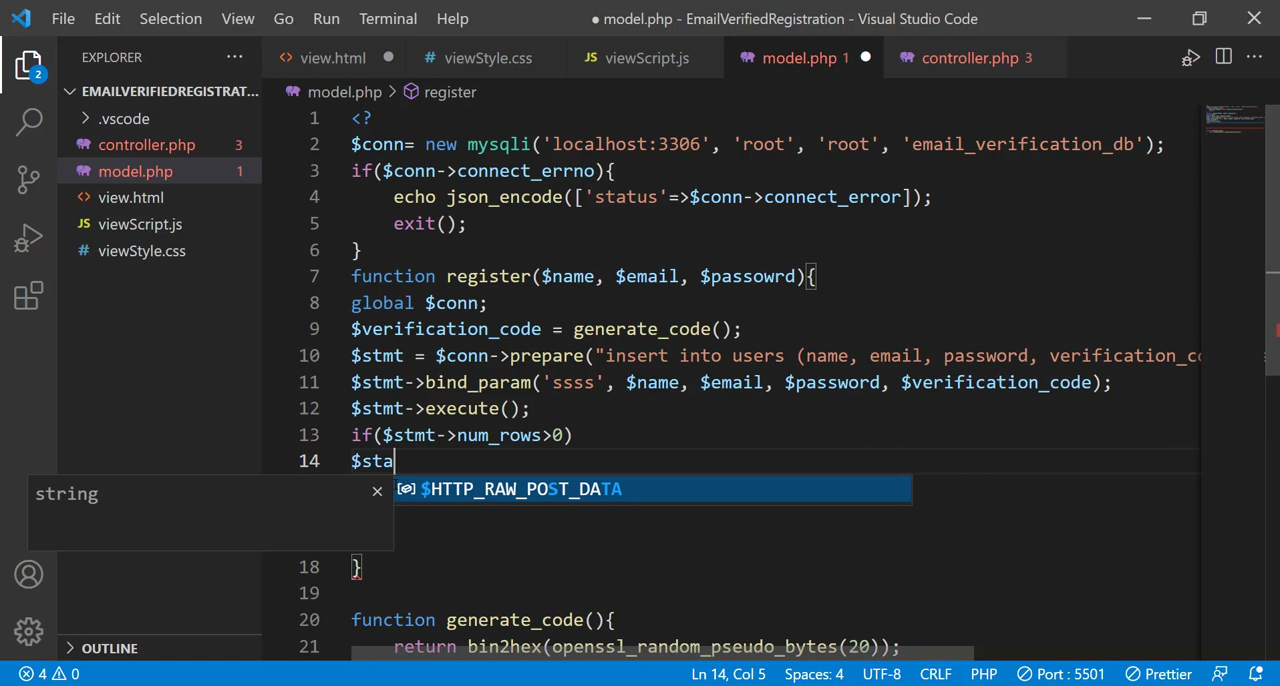 File Edit Selection View Go Run Terminal Help ● model.php - EmailVerifiedRegistration - Visual Studio Code
EXPLORER ···
view.html
# viewStyle.css
JS viewScript.js
model.php 1
controller.php 3
EMAILVERIFIEDREGISTRAT...
.vscode
controller.php 3
model.php 1
view.html
JS viewScript.js
# viewStyle.css
2
OUTLINE
model.php > register
1 <?
2 $conn= new mysqli('localhost:3306', 'root', 'root', 'email_verification_db');
3 if($conn->connect_errno){
4 echo json_encode(['status'=>$conn->connect_error]);
5 exit();
6 }
7 function register($name, $email, $passowrd){
8 global $conn;
9 $verification_code = generate_code();
10 $stmt = $conn->prepare("insert into users (name, email, password, verification_co
11 $stmt->bind_param('ssss', $name, $email, $password, $verification_code);
12 $stmt->execute();
13 if($stmt->num_rows>0)
14 $sta
string ×
$HTTP_RAW_POST_DATA
18 }
19
20 function generate_code(){
21 return bin2hex(openssl_random_pseudo_bytes(20));
4 0 Ln 14, Col 5 Spaces: 4 UTF-8 CRLF PHP Port : 5501 Prettier